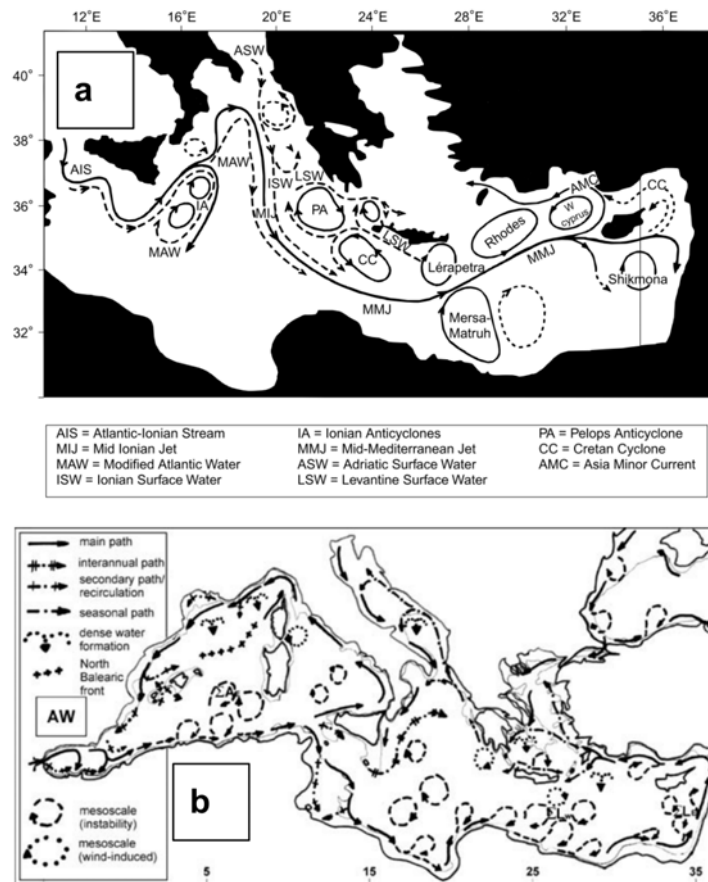 12°E 16°E 20°E 24°E 28°E 32°E 36°E
ASW
40°
a
38°
AIS
MAW
ISW
LSW
AMC
CC
36°
IA
MIJ
PA
W
cyprus
Rhodes
MAW
LSW
34°
CC
Lérapetra
MMJ
Shikmona
MMJ
32°
Mersa-
Matruh
AIS = Atlantic-Ionian Stream IA = Ionian Anticyclones PA = Pelops Anticyclone
MIJ = Mid Ionian Jet MMJ = Mid-Mediterranean Jet CC = Cretan Cyclone
MAW = Modified Atlantic Water ASW = Adriatic Surface Water AMC = Asia Minor Current
ISW = Ionian Surface Water LSW = Levantine Surface Water
main path
interannual path
secondary path/
recirculation
seasonal path
dense water
formation
North
Balearic
front
AW
b
mesoscale
(instability)
mesoscale
(wind-induced)
5 15 25 35